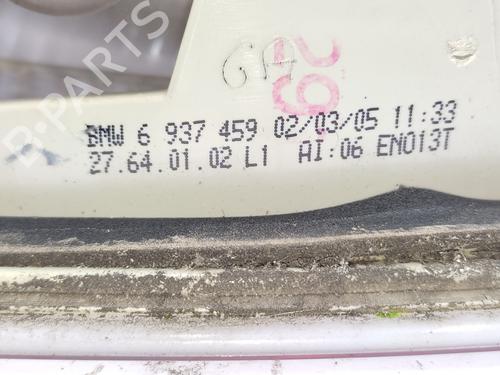 GA
92
BMW 6 937 459 02/03/05 11:33
27.64.01.02 L1 AI:06 EN013T
B-PARTS